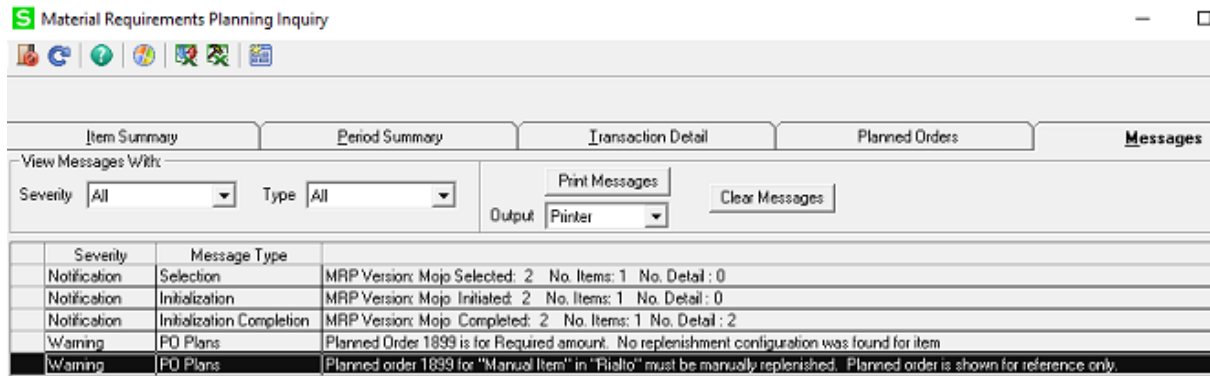 S Material Requirements Planning Inquiry
Item Summary Period Summary Transaction Detail Planned Orders Messages
View Messages With:
Severity All Type All
Print Messages
Output Printer
Clear Messages
Severity Message Type
Notification Selection MRP Version: Mojo Selected: 2 No. Items: 1 No. Detail : 0
Notification Initialization MRP Version: Mojo Initiated: 2 No. Items: 1 No. Detail : 0
Notification Initialization Completion MRP Version: Mojo Completed: 2 No. Items: 1 No. Detail : 2
Warning PO Plans Planned Order 1899 is for Required amount. No replenishment configuration was found for item
Warning PO Plans Planned order 1899 for "Manual Item" in "Rialto" must be manually replenished. Planned order is shown for reference only.